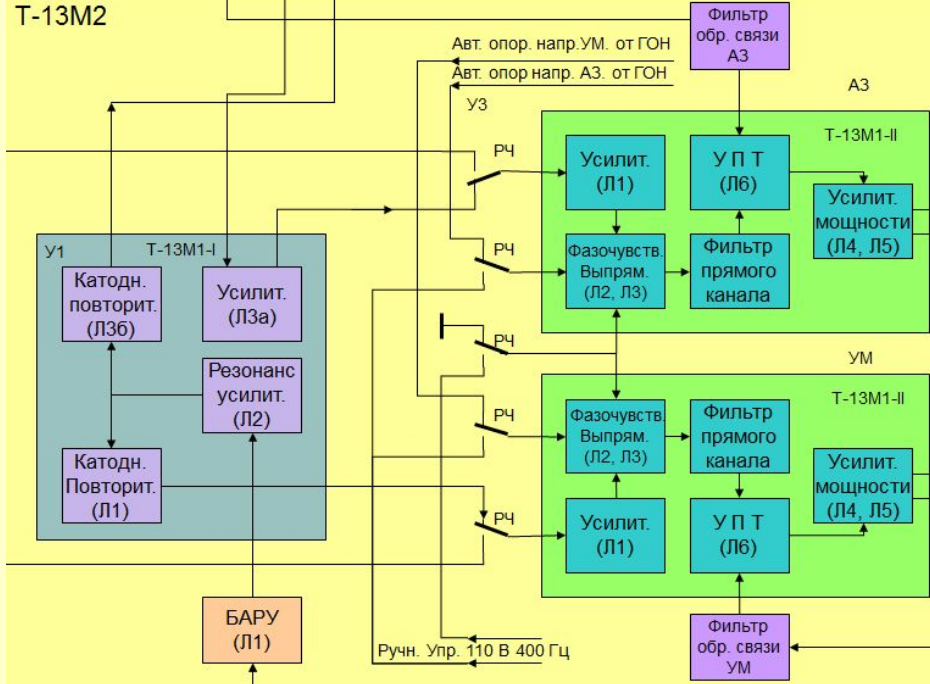 Т-13М2
Фильтр
обр. связи
АЗ
Авт. опор. напр.УМ. от ГОН
Авт. опор напр. АЗ. от ГОН
У3
АЗ
Т-13М1-II
РЧ
Усилит.
(Л1)
У П Т
(Л6)
Усилит.
мощности
(Л4, Л5)
У1
Т-13М1-I
Катодн.
повторит.
(Л3б)
Усилит.
(Л3а)
РЧ
Фазочувств.
Выпрям.
(Л2, Л3)
Фильтр
прямого
канала
РЧ
Резонанс
усилит.
(Л2)
УМ
Т-13М1-II
РЧ
Фазочувств.
Выпрям.
(Л2, Л3)
Фильтр
прямого
канала
Катодн.
Повторит.
(Л1)
Усилит.
мощности
(Л4, Л5)
РЧ
Усилит.
(Л1)
У П Т
(Л6)
БАРУ
(Л1)
Ручн. Упр. 110 В 400 Гц
Фильтр
обр. связи
УМ